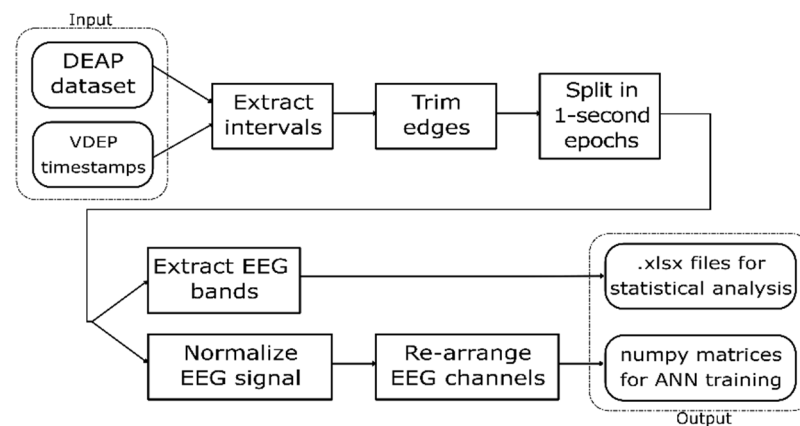 Input
DEAP
dataset
VDEP
timestamps
Extract
intervals
Trim
edges
Split in
1-second
epochs
Extract EEG
bands
.xlsx files for
statistical analysis
Normalize
EEG signal
Re-arrange
EEG channels
numpy matrices
for ANN training
Output